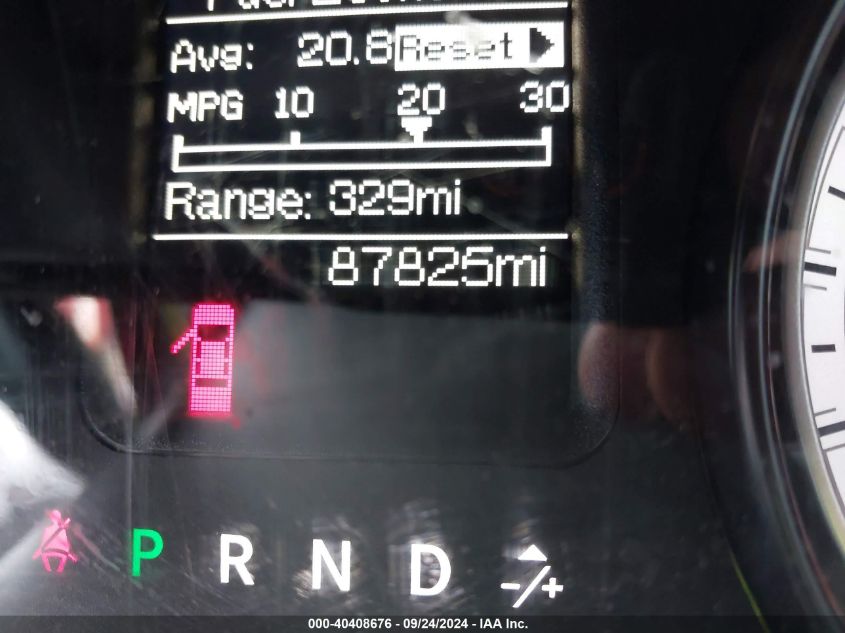 Avg: 20.8 Reset
MPG 10 20 30
Range: 329mi
87825mi
P R N D -/+
000-40408676 - 09/24/2024 - IAA Inc.